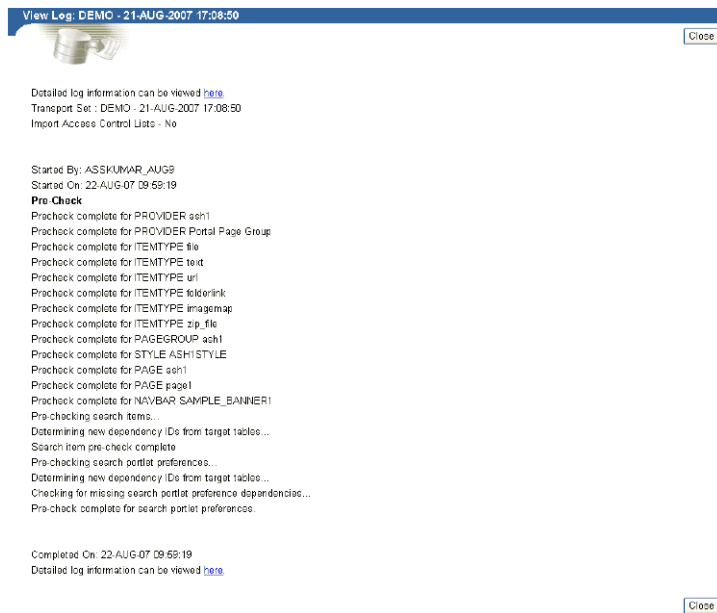 View Log: DEMO - 21-AUG-2007 17:08:50
Close
Detailed log information can be viewed here.
Transport Set : DEMO - 21-AUG-2007 17:08:50
Import Access Control Lists - No
Started By: ASSKUMAR_AUG9
Started On: 22-AUG-07 09:59:19
Pre-Check
Precheck complete for PROVIDER ash1
Precheck complete for PROVIDER Portal Page Group
Precheck complete for ITEMTYPE file
Precheck complete for ITEMTYPE text
Precheck complete for ITEMTYPE url
Precheck complete for ITEMTYPE folderlink
Precheck complete for ITEMTYPE imagemap
Precheck complete for ITEMTYPE zip_file
Precheck complete for PAGEGROUP ash1
Precheck complete for STYLE ASH1STYLE
Precheck complete for PAGE ash1
Precheck complete for PAGE page1
Precheck complete for NAVBAR SAMPLE_BANNER1
Pre-checking search items...
Determining new dependency IDs from target tables...
Search item pre-check complete
Pre-checking search portlet preferences...
Determining new dependency IDs from target tables...
Checking for missing search portlet preference dependencies...
Pre-check complete for search portlet preferences.
Completed On: 22-AUG-07 09:59:19
Detailed log information can be viewed here.
Close